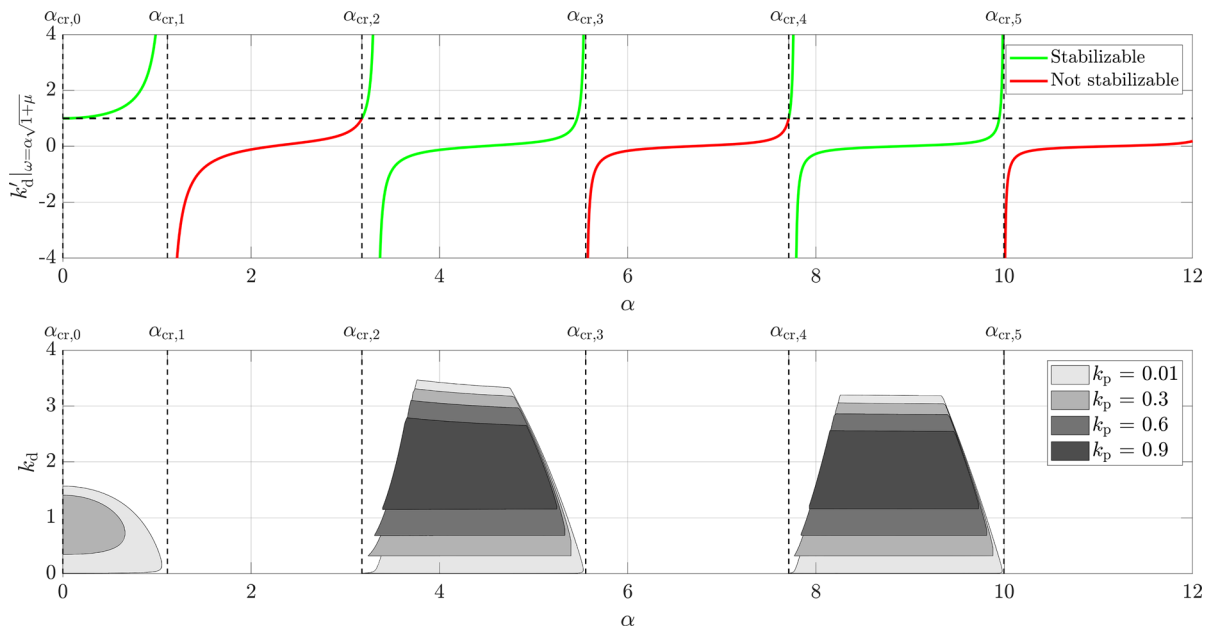 α_cr,0 α_cr,1 α_cr,2 α_cr,3 α_cr,4 α_cr,5
4
2
0
-2
-4
k′_d|_ω=α√1+μ
Stabilizable
Not stabilizable
0 2 4 6 8 10 12
α
α_cr,0 α_cr,1 α_cr,2 α_cr,3 α_cr,4 α_cr,5
4
3
2
1
0
k_d
k_p = 0.01
k_p = 0.3
k_p = 0.6
k_p = 0.9
0 2 4 6 8 10 12
α